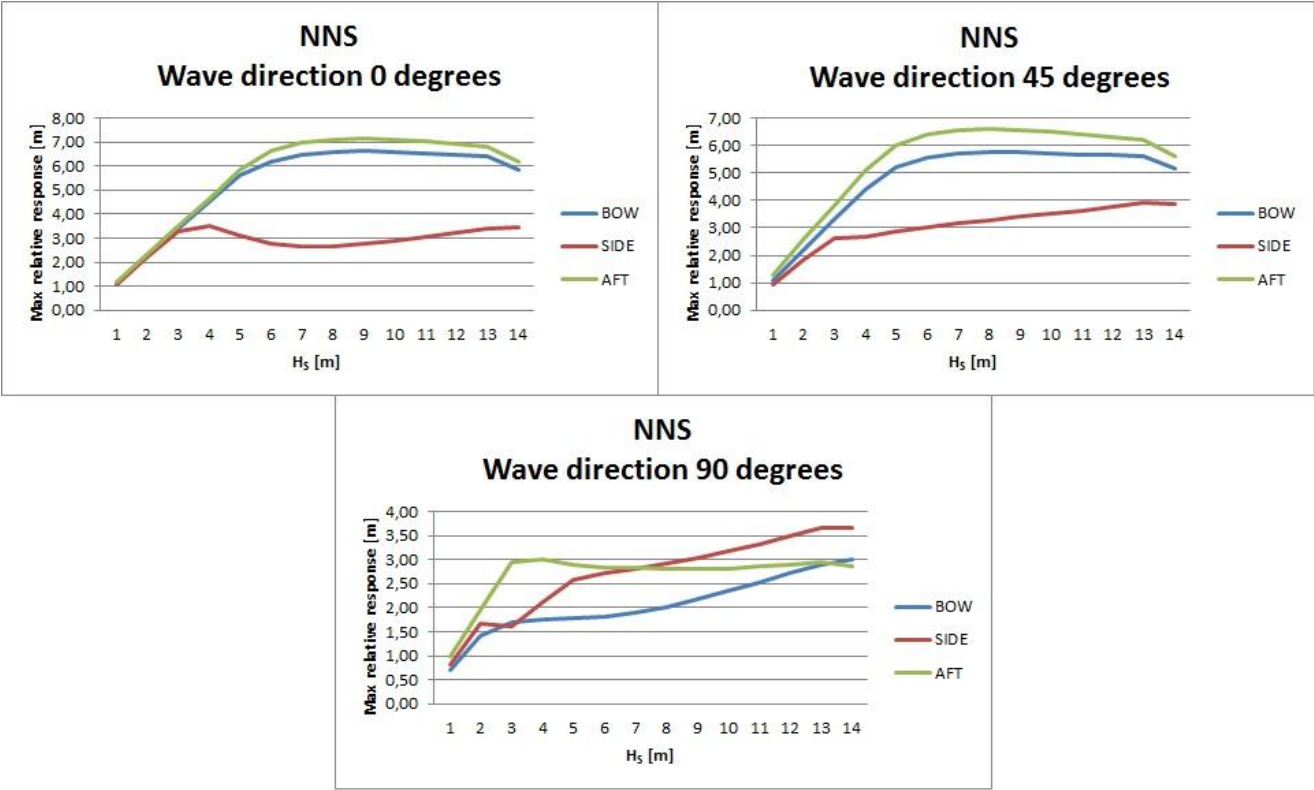 NNS
Wave direction 0 degrees
Max relative response [m]
8,00
7,00
6,00
5,00
4,00
3,00
2,00
1,00
0,00
1 2 3 4 5 6 7 8 9 10 11 12 13 14
HS [m]
BOW
SIDE
AFT
NNS
Wave direction 45 degrees
Max relative response [m]
7,00
6,00
5,00
4,00
3,00
2,00
1,00
0,00
1 2 3 4 5 6 7 8 9 10 11 12 13 14
HS [m]
BOW
SIDE
AFT
NNS
Wave direction 90 degrees
Max relative response [m]
4,00
3,50
3,00
2,50
2,00
1,50
1,00
0,50
0,00
1 2 3 4 5 6 7 8 9 10 11 12 13 14
HS [m]
BOW
SIDE
AFT